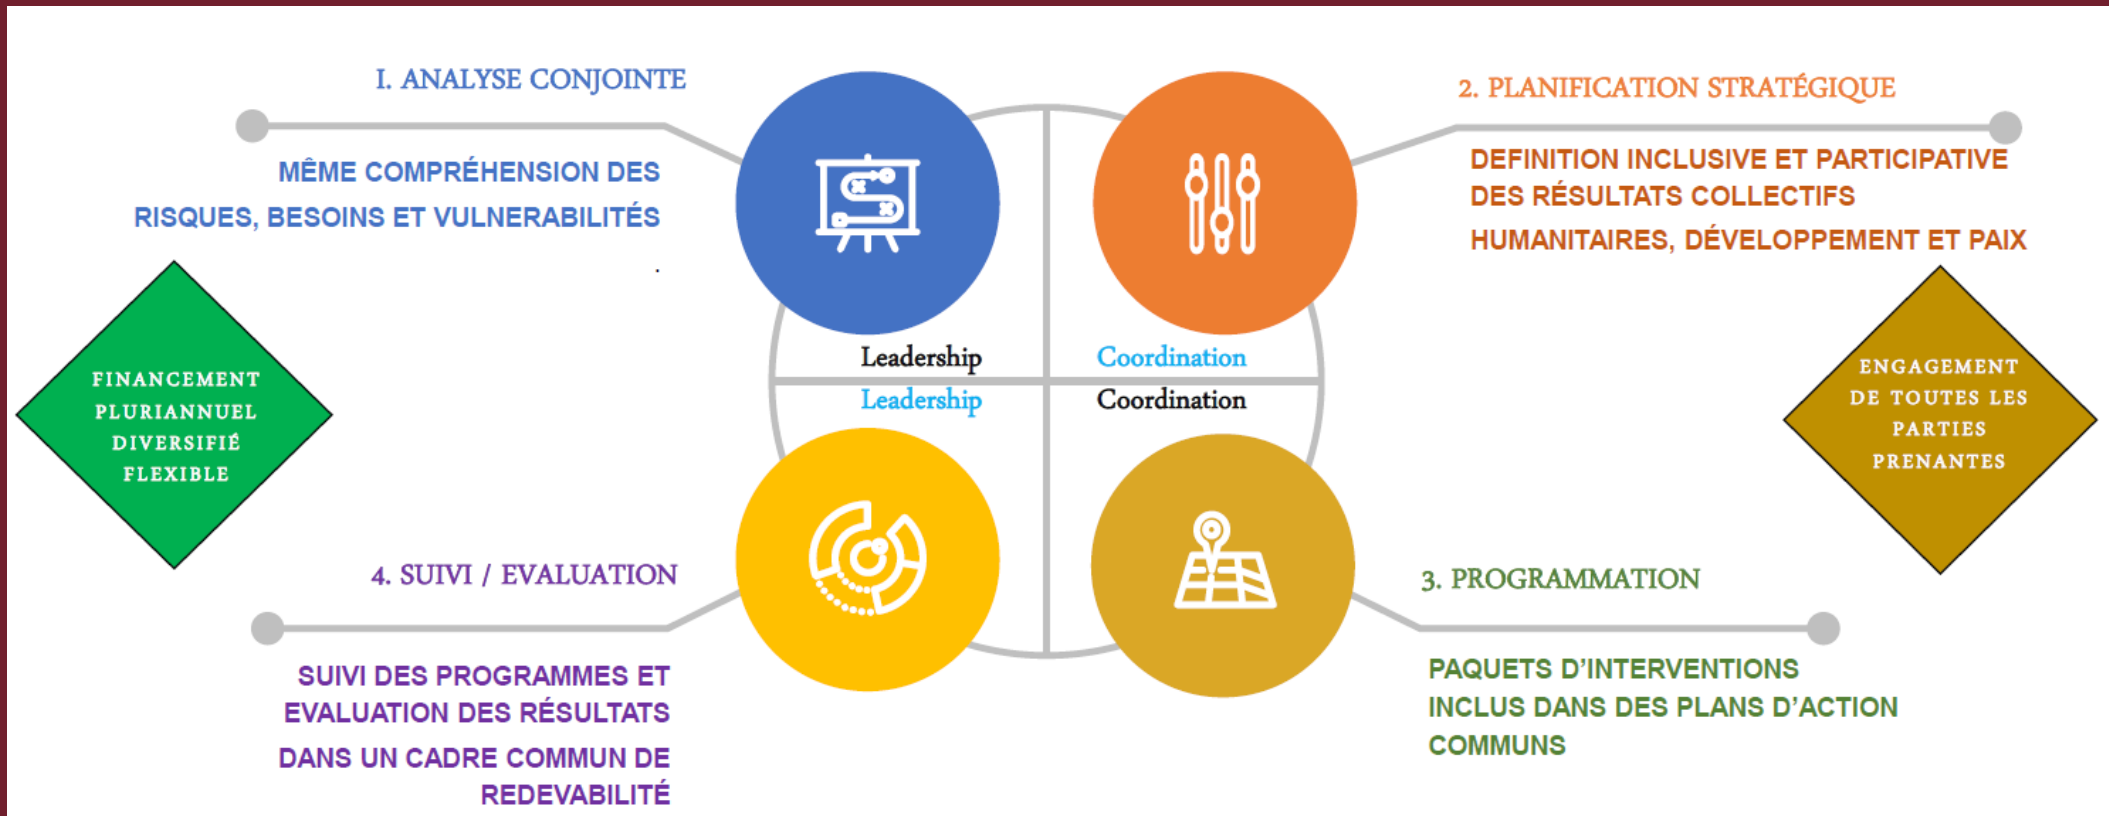 I. ANALYSE CONJOINTE
MÊME COMPRÉHENSION DES
RISQUES, BESOINS ET VULNERABILITÉS
.
2. PLANIFICATION STRATÉGIQUE
DEFINITION INCLUSIVE ET PARTICIPATIVE
DES RÉSULTATS COLLECTIFS
HUMANITAIRES, DÉVELOPPEMENT ET PAIX
FINANCEMENT
PLURIANNUEL
DIVERSIFIÉ
FLEXIBLE
Leadership
Coordination
Leadership
Coordination
ENGAGEMENT
DE TOUTES LES
PARTIES
PRENANTES
4. SUIVI / EVALUATION
SUIVI DES PROGRAMMES ET
EVALUATION DES RÉSULTATS
DANS UN CADRE COMMUN DE
REDEVABILITÉ
3. PROGRAMMATION
PAQUETS D’INTERVENTIONS
INCLUS DANS DES PLANS D’ACTION
COMMUNS